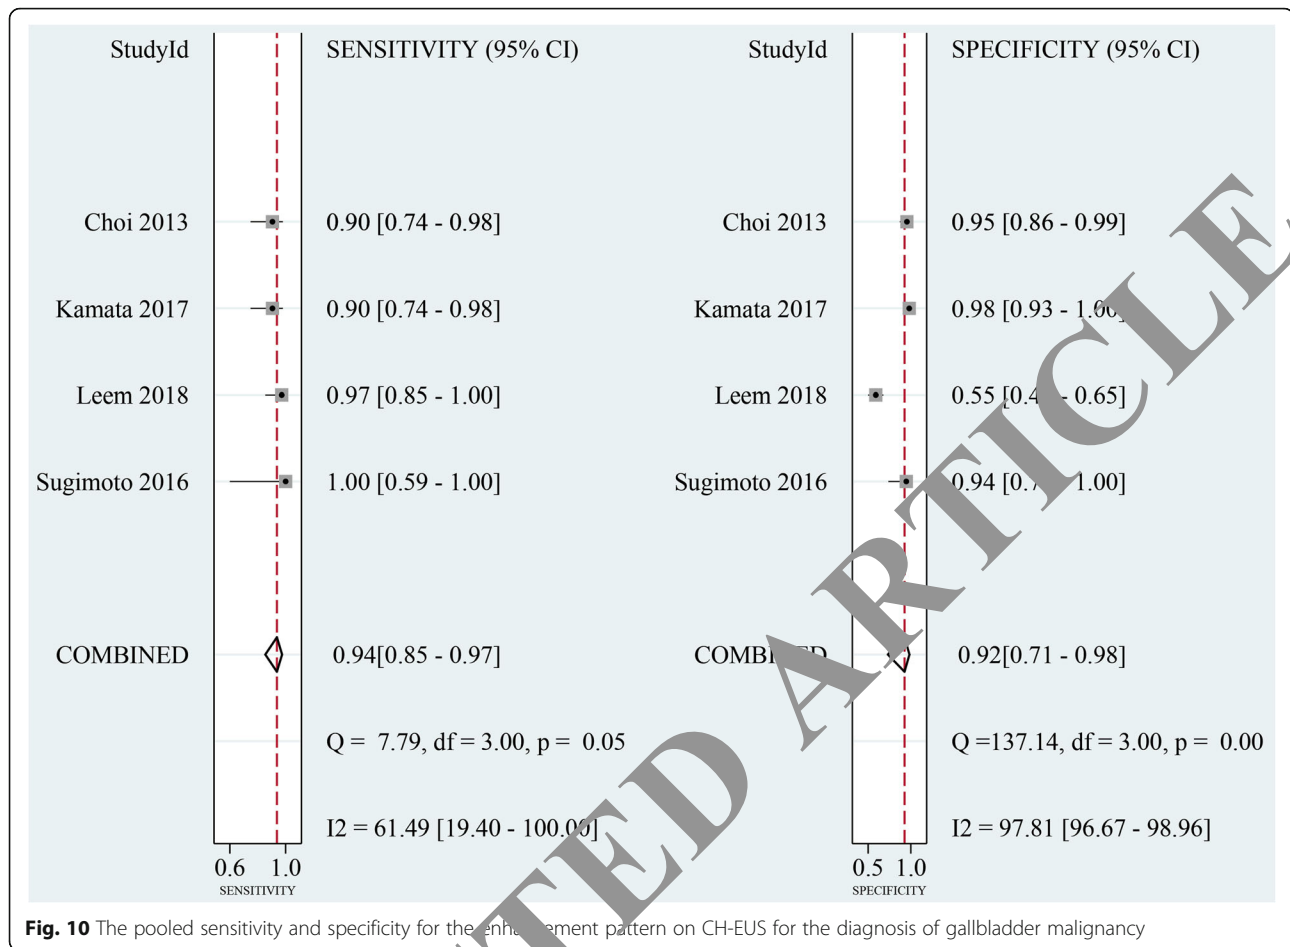 StudyId SENSITIVITY (95% CI)
Choi 2013 0.90 [0.74 - 0.98]
Kamata 2017 0.90 [0.74 - 0.98]
Leem 2018 0.97 [0.85 - 1.00]
Sugimoto 2016 1.00 [0.59 - 1.00]
COMBINED 0.94[0.85 - 0.97]
Q = 7.79, df = 3.00, p = 0.05
I2 = 61.49 [19.40 - 100.00]
0.6 1.0
SENSITIVITY
StudyId SPECIFICITY (95% CI)
Choi 2013 0.95 [0.86 - 0.99]
Kamata 2017 0.98 [0.93 - 1.00]
Leem 2018 0.55 - 0.65]
Sugimoto 2016 0.94 1.00]
COMBINED 0.92[0.71 - 0.98]
Q =137.14, df = 3.00, p = 0.00
I2 = 97.81 [96.67 - 98.96]
0.5 1.0
SPECIFICITY
TED ARTICLE
Fig. 10 The pooled sensitivity and specificity for the enhancement pattern on CH-EUS for the diagnosis of gallbladder malignancy